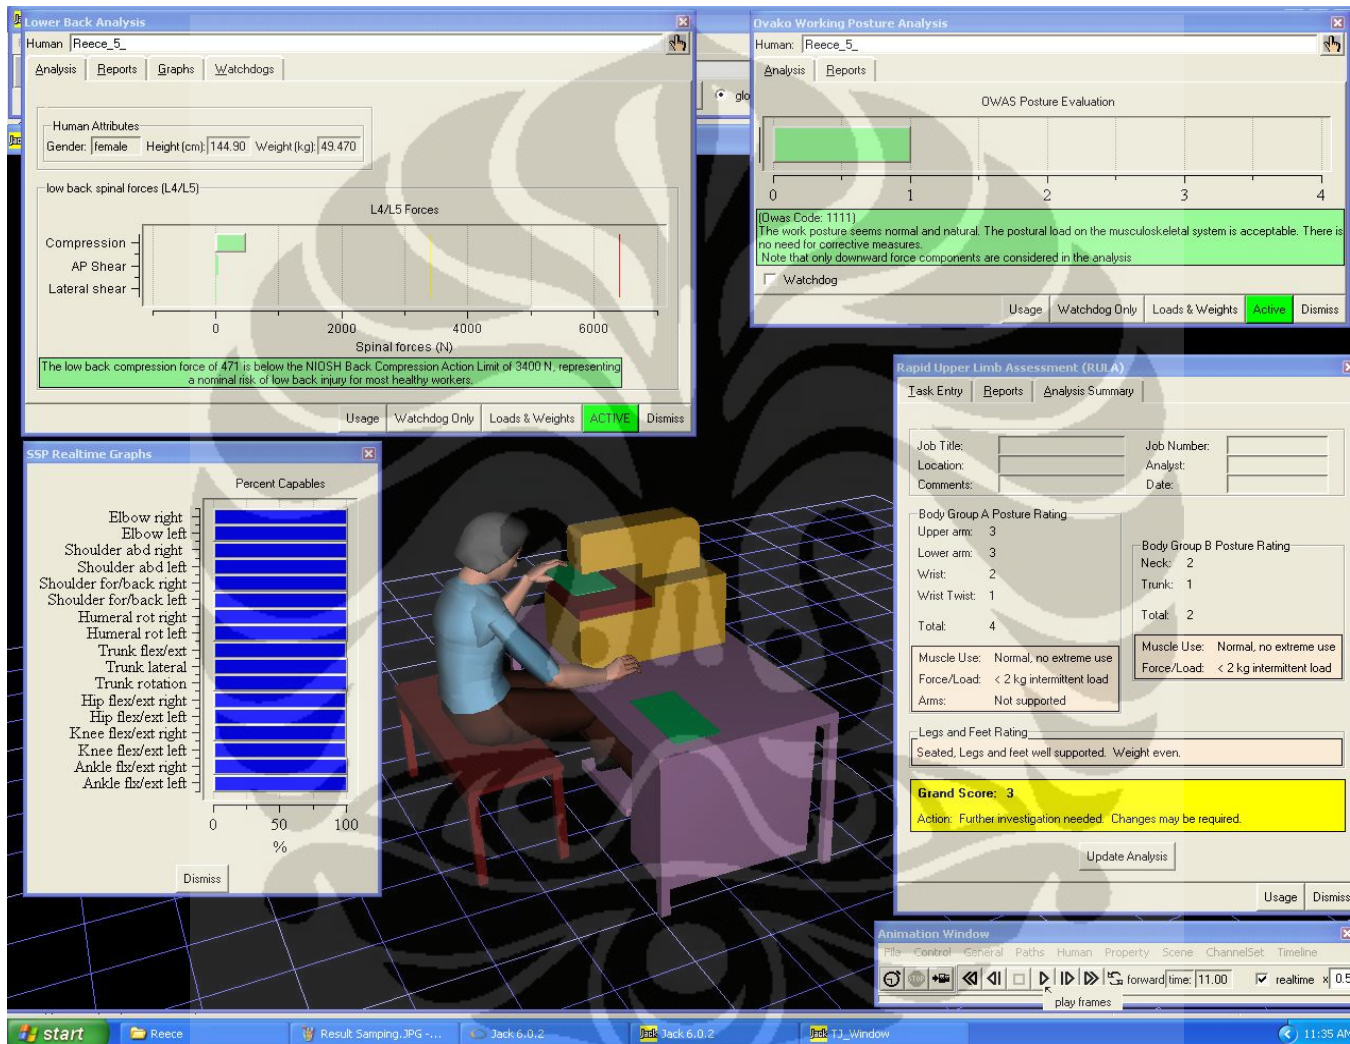 Lower Back Analysis
Human Reece_5_
Analysis Reports Graphs Watchdogs
Human Attributes
Gender: female Height (cm): 144.90 Weight (kg): 49.470
low back spinal forces (L4/L5)
L4/L5 Forces
Compression
AP Shear
Lateral shear
0 2000 4000 6000
Spinal forces (N)
The low back compression force of 471 is below the NIOSH Back Compression Action Limit of 3400 N, representing
a nominal risk of low back injury for most healthy workers.
Usage Watchdog Only Loads & Weights ACTIVE Dismiss
glo
Ovako Working Posture Analysis
Human: Reece_5_
Analysis Reports
OWAS Posture Evaluation
0 1 2 3 4
(Owas Code: 1111)
The work posture seems normal and natural. The postural load on the musculoskeletal system is acceptable. There is
no need for corrective measures.
Note that only downward force components are considered in the analysis
Watchdog
Usage Watchdog Only Loads & Weights Active Dismiss
SSP Realtime Graphs
Percent Capables
Elbow right
Elbow left
Shoulder abd right
Shoulder abd left
Shoulder for/back right
Shoulder for/back left
Humeral rot right
Humeral rot left
Trunk flex/ext
Trunk lateral
Trunk rotation
Hip flex/ext right
Hip flex/ext left
Knee flex/ext right
Knee flex/ext left
Ankle flx/ext right
Ankle flx/ext left
0 50 100
%
Dismiss
Rapid Upper Limb Assessment (RULA)
Task Entry Reports Analysis Summary
Job Title: Job Number:
Location: Analyst:
Comments: Date:
Body Group A Posture Rating
Upper arm: 3
Lower arm: 3
Wrist: 2
Wrist Twist: 1
Total: 4
Muscle Use: Normal, no extreme use
Force/Load: < 2 kg intermittent load
Arms: Not supported
Body Group B Posture Rating
Neck: 2
Trunk: 1
Total: 2
Muscle Use: Normal, no extreme use
Force/Load: < 2 kg intermittent load
Legs and Feet Rating
Seated, Legs and feet well supported. Weight even.
Grand Score: 3
Action: Further investigation needed. Changes may be required.
Update Analysis
Usage Dismiss
Animation Window
File Control General Paths Human Property Scene ChannelSet Timeline
STOP forward time: 11.00 realtime x 0.5
play frames
start Reece Result Samping.JPG -... Jack 6.0.2 Jack 6.0.2 TJ_Window 11:35 AM